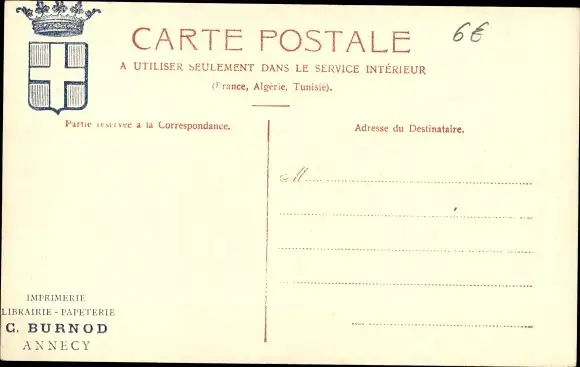 CARTE POSTALE
6€
A UTILISER SEULEMENT DANS LE SERVICE INTÉRIEUR
(France, Algérie, Tunisie).
Partie réservée à la Correspondance.
Adresse du Destinataire.
M
IMPRIMERIE
LIBRAIRIE - PAPETERIE
C. BURNOD
ANNECY